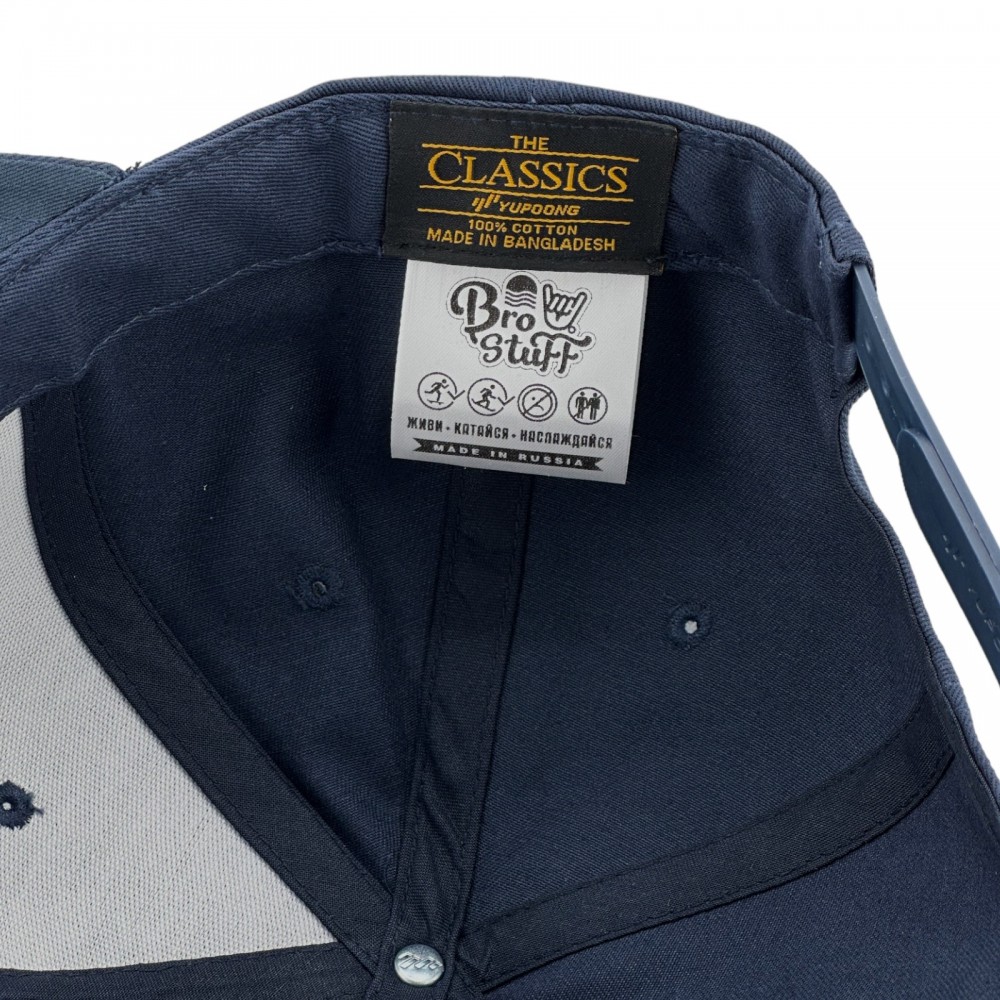 THE
CLASSICS
YUPOONG
100% COTTON
MADE IN BANGLADESH
Bro
Stuff
ЖИВИ • КАТАЙСЯ • НАСЛАЖДАЙСЯ
MADE IN RUSSIA